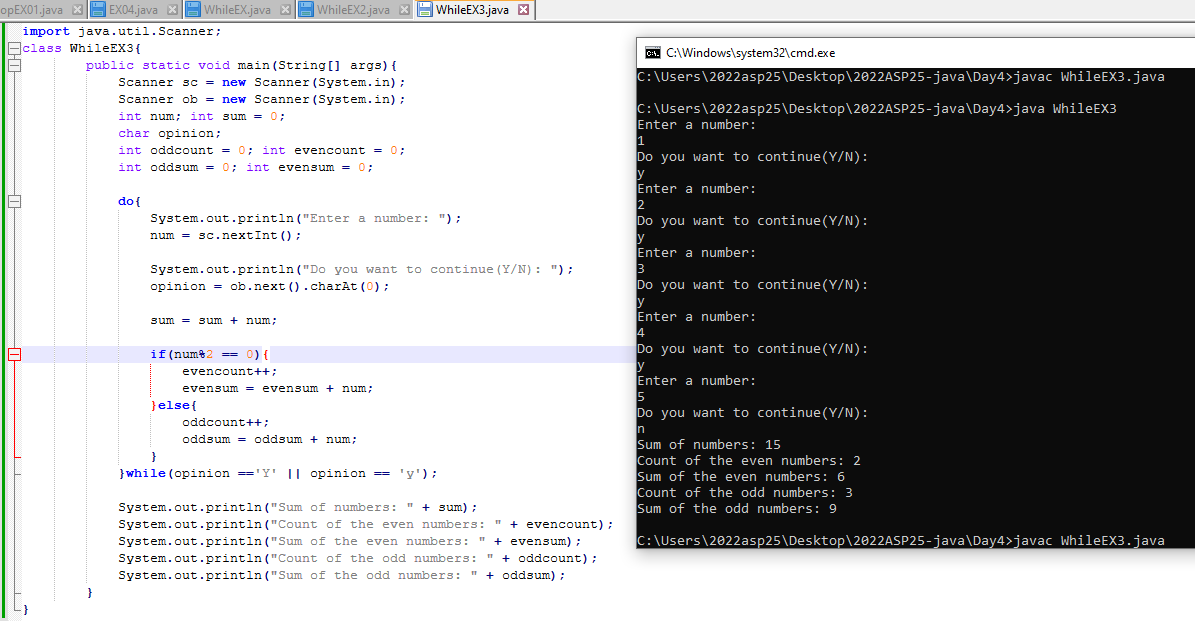 opEX01.java EX04.java WhileEX.java WhileEX2.java WhileEX3.java
import java.util.Scanner;
class WhileEX3{
public static void main(String[] args){
Scanner sc = new Scanner(System.in);
Scanner ob = new Scanner(System.in);
int num; int sum = 0;
char opinion;
int oddcount = 0; int evencount = 0;
int oddsum = 0; int evensum = 0;
do{
System.out.println("Enter a number: ");
num = sc.nextInt();
System.out.println("Do you want to continue(Y/N): ");
opinion = ob.next().charAt(0);
sum = sum + num;
if(num%2 == 0){
evencount++;
evensum = evensum + num;
}else{
oddcount++;
oddsum = oddsum + num;
}
}while(opinion =='Y' || opinion == 'y');
System.out.println("Sum of numbers: " + sum);
System.out.println("Count of the even numbers: " + evencount);
System.out.println("Sum of the even numbers: " + evensum);
System.out.println("Count of the odd numbers: " + oddcount);
System.out.println("Sum of the odd numbers: " + oddsum);
}
}
C:\Windows\system32\cmd.exe
C:\Users\2022asp25\Desktop\2022ASP25-java\Day4>javac WhileEX3.java
C:\Users\2022asp25\Desktop\2022ASP25-java\Day4>java WhileEX3
Enter a number:
1
Do you want to continue(Y/N):
y
Enter a number:
2
Do you want to continue(Y/N):
y
Enter a number:
3
Do you want to continue(Y/N):
y
Enter a number:
4
Do you want to continue(Y/N):
y
Enter a number:
5
Do you want to continue(Y/N):
n
Sum of numbers: 15
Count of the even numbers: 2
Sum of the even numbers: 6
Count of the odd numbers: 3
Sum of the odd numbers: 9
C:\Users\2022asp25\Desktop\2022ASP25-java\Day4>javac WhileEX3.java